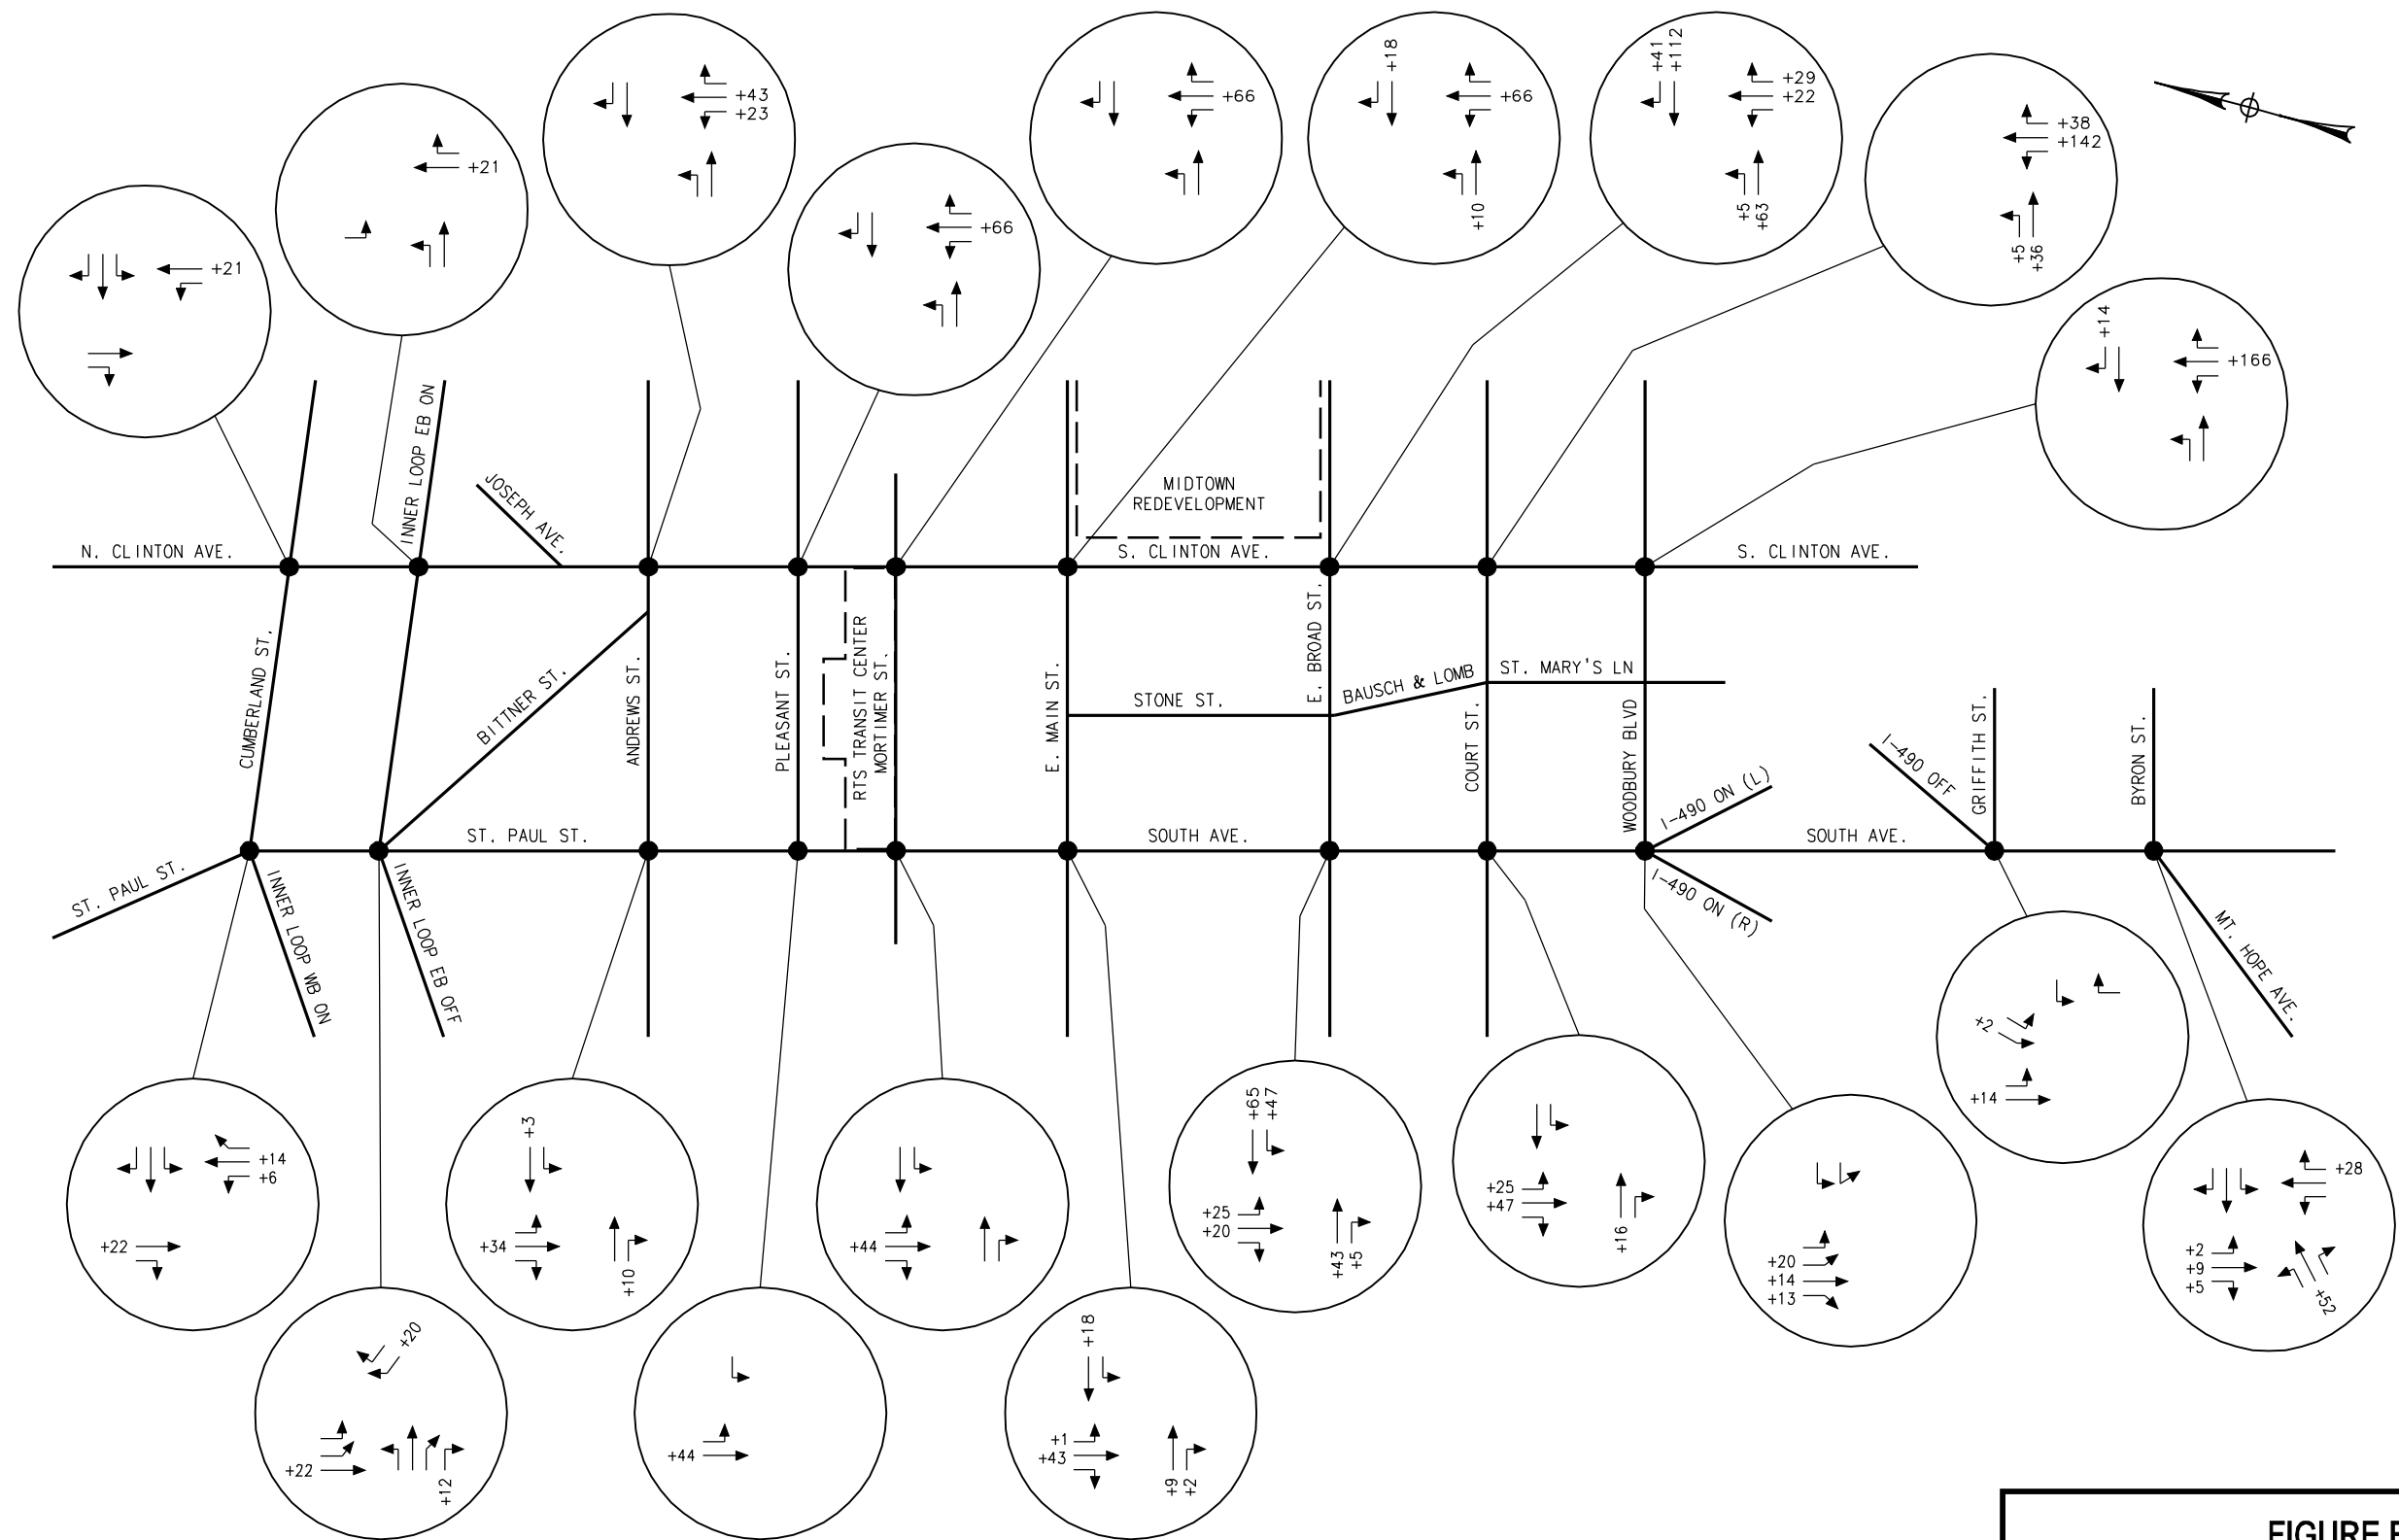 +18
+41
+112
+29
+22
+43
+23
+66
+66
+38
+142
+21
+66
+10
+5
+63
+5
+36
+21
+14
+166
INNER LOOP EB ON
JOSEPH AVE.
MIDTOWN
REDEVELOPMENT
N. CLINTON AVE.
S. CLINTON AVE.
S. CLINTON AVE.
CUMBERLAND ST.
BITTNER ST.
ANDREWS ST.
PLEASANT ST.
RTS TRANSIT CENTER
MORTIMER ST.
E. MAIN ST.
STONE ST.
E. BROAD ST.
BAUSCH & LOMB
ST. MARY'S LN
COURT ST.
WOODBURY BLVD
I-490 ON (L)
I-490 OFF
GRIFFITH ST.
BYRON ST.
ST. PAUL ST.
SOUTH AVE.
SOUTH AVE.
ST. PAUL ST.
INNER LOOP WB ON
INNER LOOP EB OFF
I-490 ON (R)
MT. HOPE AVE.
+2
+14
+14
+6
+22
+3
+34
+10
+44
+65
+47
+25
+20
+43
+5
+25
+47
+16
+20
+14
+13
+28
+2
+9
+5
+52
+20
+22
+12
+44
+18
+1
+43
+9
+2